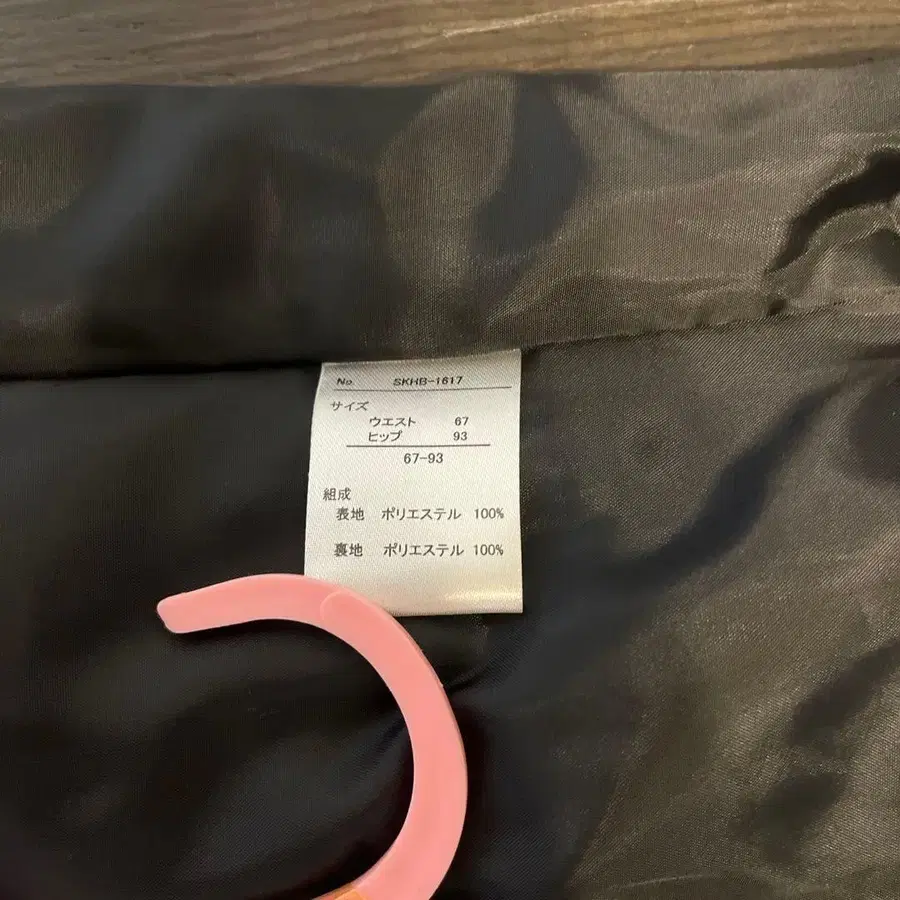 No. SKHB-1617
サイズ
ウエスト 67
ヒップ 93
67-93
組成
表地 ポリエステル 100%
裏地 ポリエステル 100%